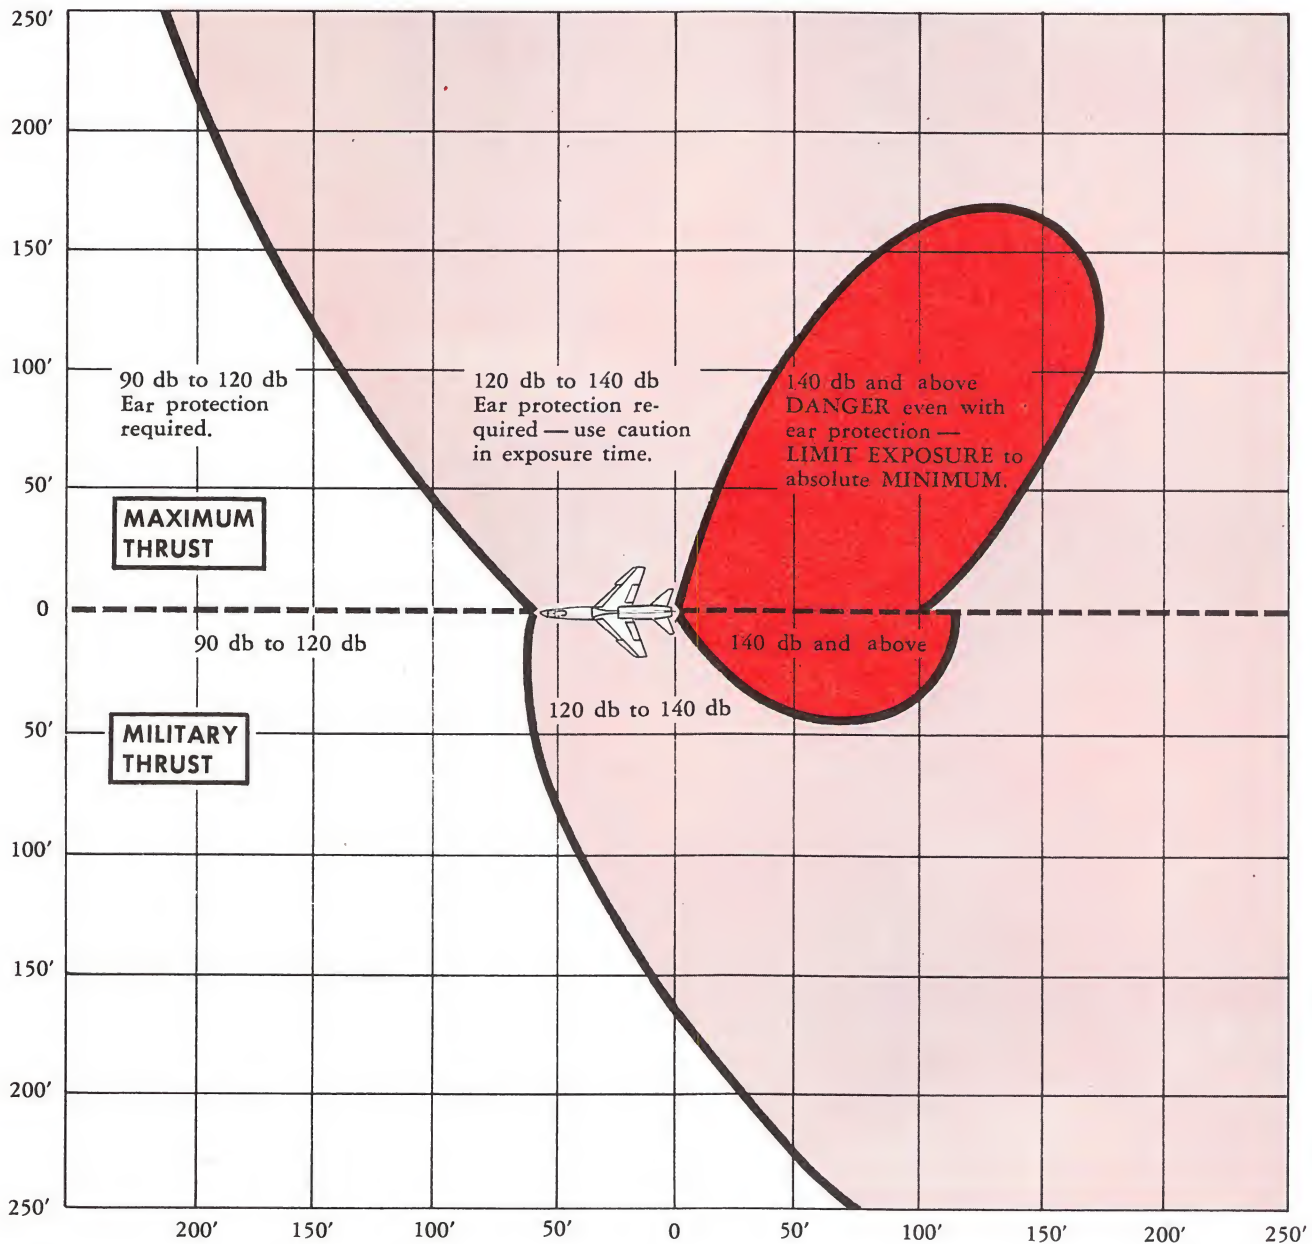 250′
200′
150′
100′
50′
0
50′
100′
150′
200′
250′
90 db to 120 db
Ear protection
required.
120 db to 140 db
Ear protection re-
quired — use caution
in exposure time.
140 db and above
DANGER even with
ear protection —
LIMIT EXPOSURE to
absolute MINIMUM.
MAXIMUM
THRUST
90 db to 120 db
140 db and above
120 db to 140 db
MILITARY
THRUST
200′ 150′ 100′ 50′ 0 50′ 100′ 150′ 200′ 250′